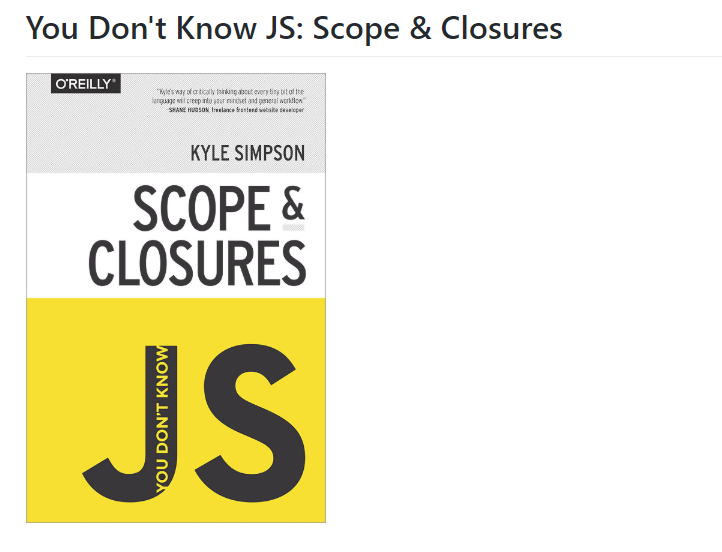 You Don't Know JS: Scope & Closures
O'REILLY®
"Kyle's way of critically thinking about every tiny bit of the
language will creep into your mindset and general workflow."
-SHANE HUDSON, freelance frontend website developer
KYLE SIMPSON
SCOPE &
CLOSURES
YOU DON'T KNOW
JS